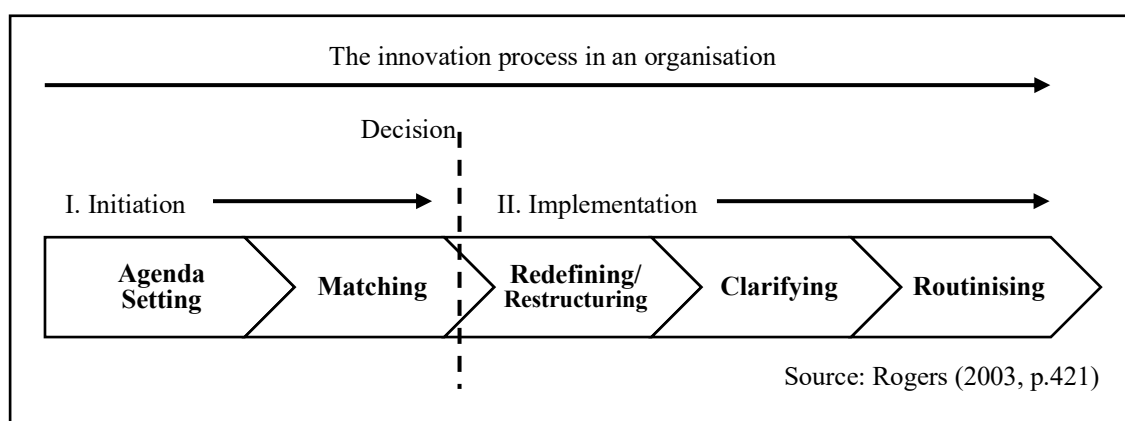 The innovation process in an organisation
Decision
I. Initiation
II. Implementation
Agenda
Setting
Matching
Redefining/
Restructuring
Clarifying
Routinising
Source: Rogers (2003, p.421)